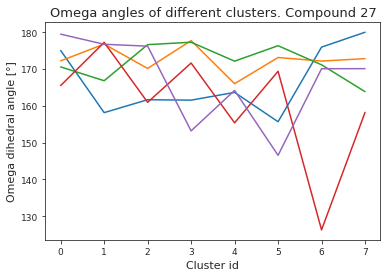 Omega angles of different clusters. Compound 27
180
170
160
150
140
130
Omega dihedral angle [°]
0 1 2 3 4 5 6 7
Cluster id